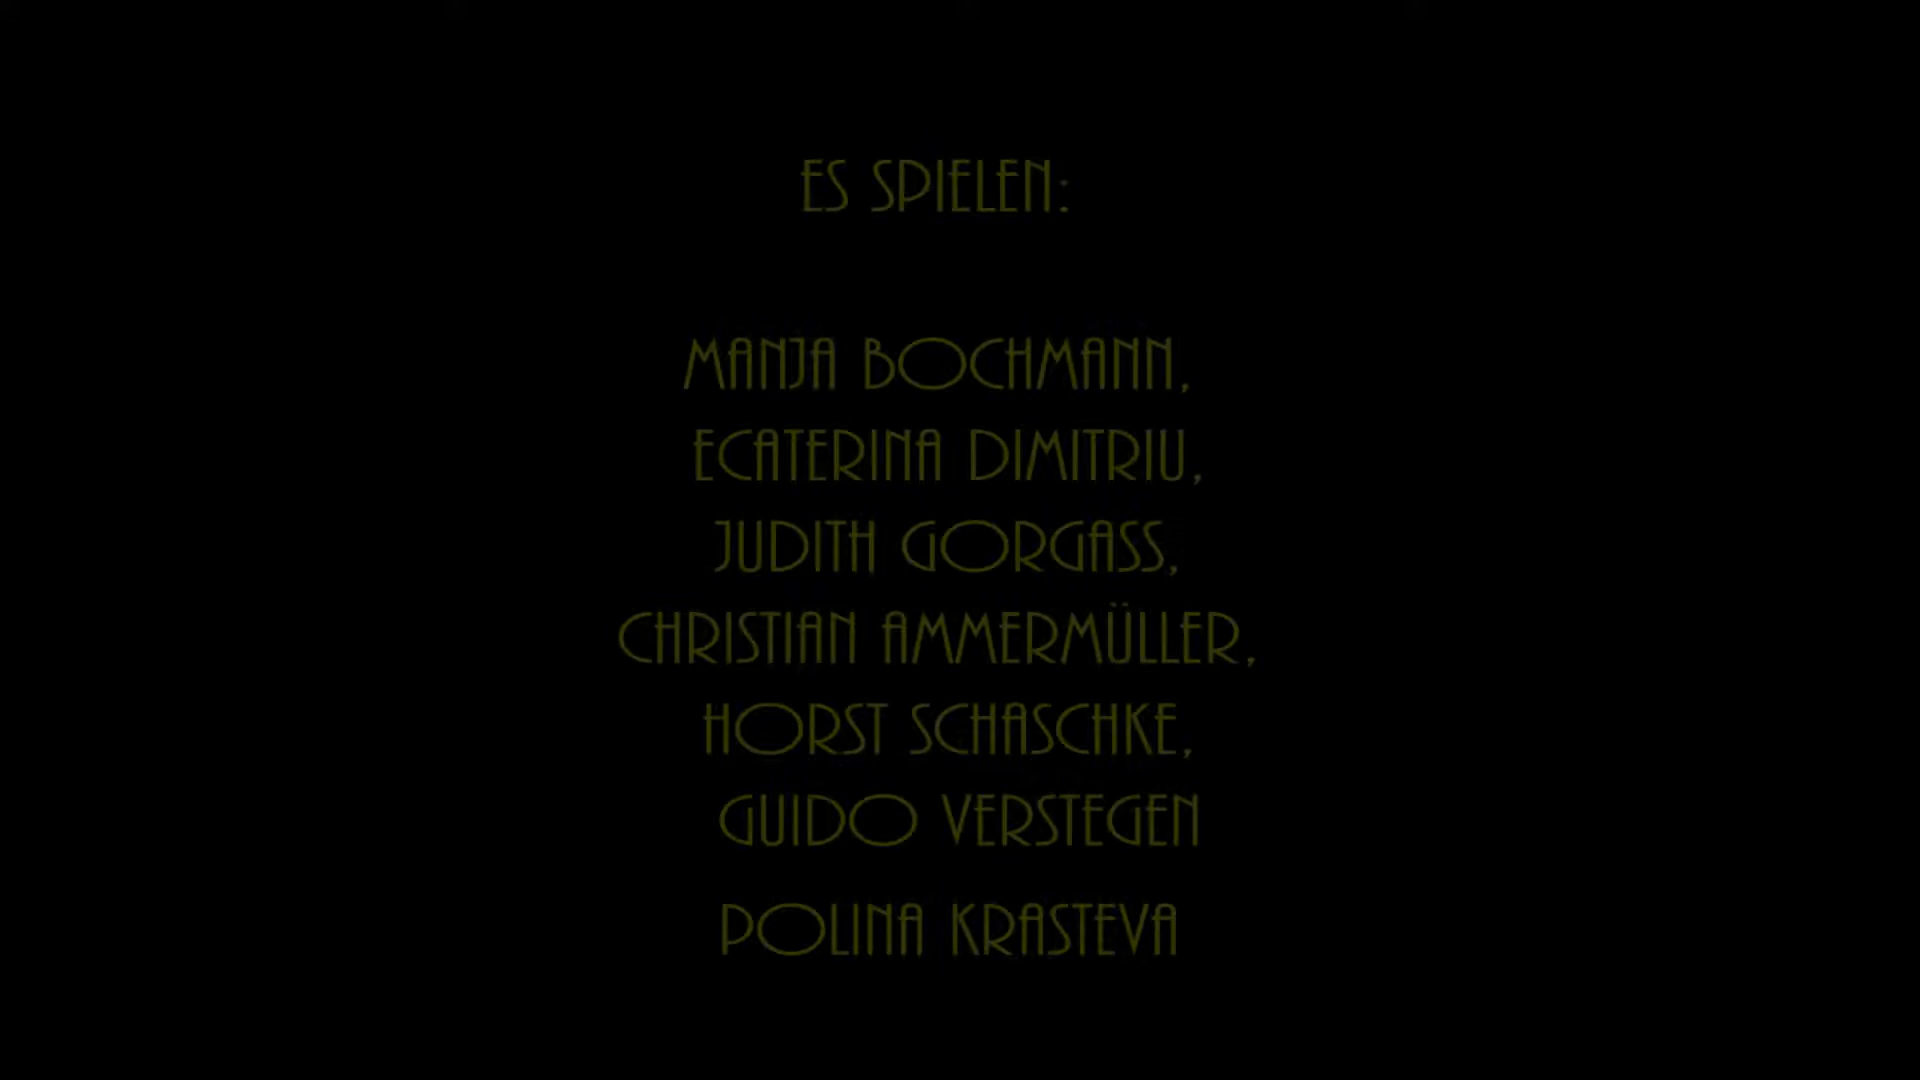 ES SPIELEN:
MANJA BOCHMANN,
ECATERINA DIMITRIU,
JUDITH GORGASS,
CHRISTIAN AMMERMÜLLER,
HORST SCHASCHKE,
GUIDO VERSTEGEN
POLINA KRASTEVA